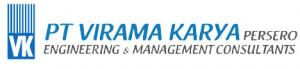 VK
PT VIRAMA KARYA PERSERO
ENGINEERING & MANAGEMENT CONSULTANTS